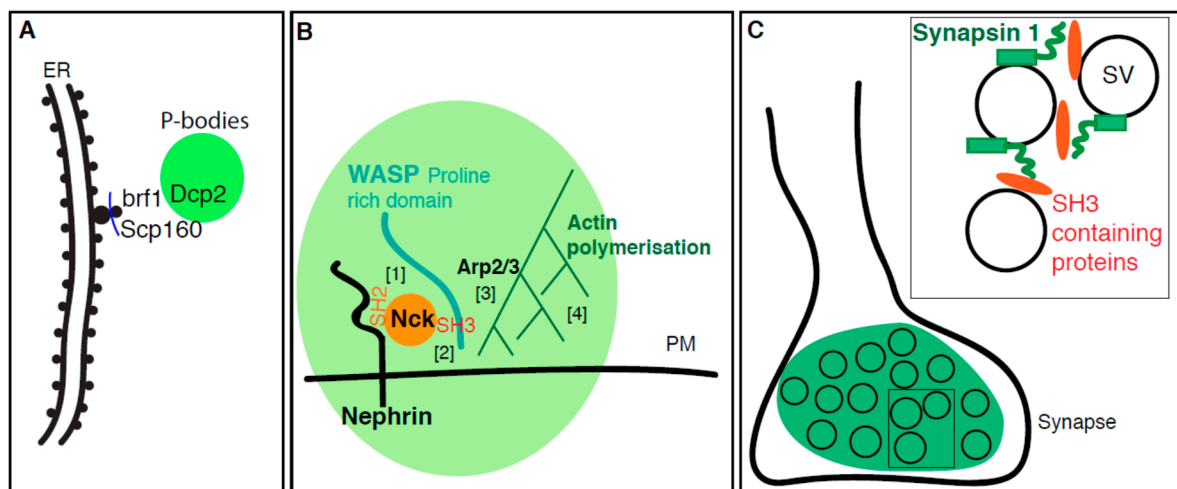 A
ER
P-bodies
Dcp2
brf1
Scp160
B
WASP Proline
rich domain
Actin
polymerisation
Arp2/3
[1]
[3]
[4]
SH2
Nck
SH3
[2]
PM
Nephrin
C
Synapsin 1
SV
SH3
containing
proteins
Synapse